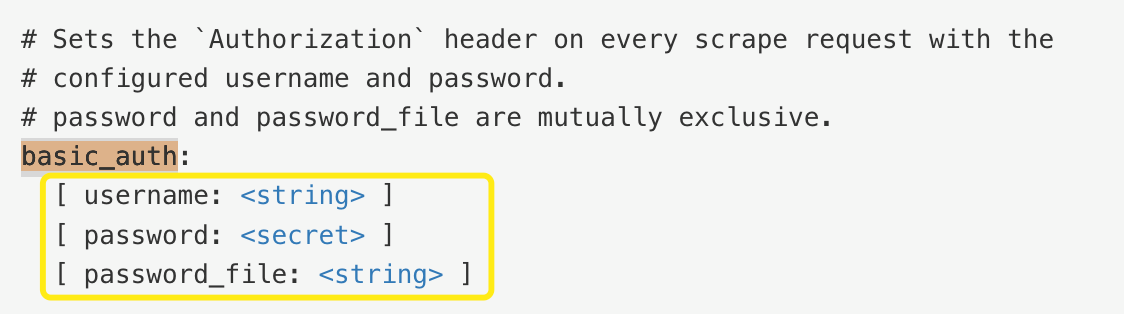 # Sets the `Authorization` header on every scrape request with the
# configured username and password.
# password and password_file are mutually exclusive.
basic_auth:
  [ username: <string> ]
  [ password: <secret> ]
  [ password_file: <string> ]